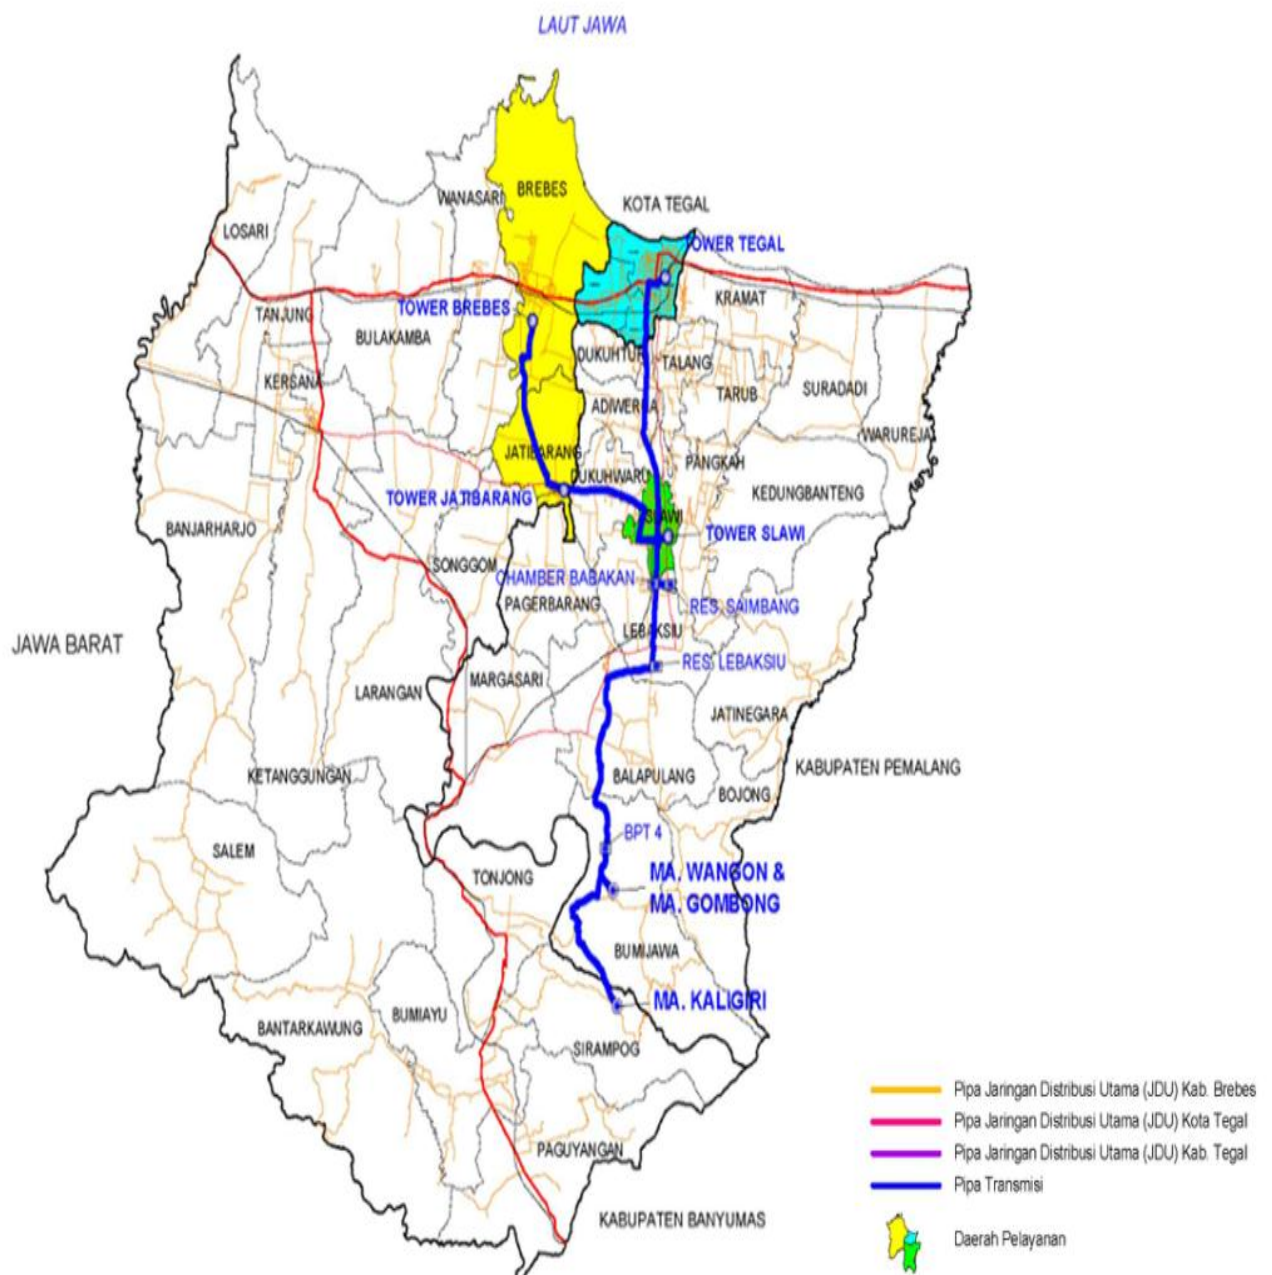 LAUT JAWA
BREBES
WANASARI
KOTA TEGAL
LOSARI
OWER TEGAL
KRAMAT
TOWER BREBES
TANJUNG
BULAKAMBA
DUKUHTUR
TALANG
KERSANA
SURADADI
TARUB
ADIWERNA
WARUREJA
JATIBARANG
PANGKAH
DUKUHWARU
KEDUNGBANTENG
TOWER JATIBARANG
BANJARHARJO
SLAWI
TOWER SLAWI
SONGGOM
CHAMBER BABAKAN
PAGERBARANG
RES. SAIMBANG
LEBAKSIU
JAWA BARAT
RES. LEBAKSIU
MARGASARI
LARANGAN
JATINEGARA
KETANGGUNGAN
BALAPULANG
KABUPATEN PEMALANG
BOJONG
BPT 4
SALEM
TONJONG
MA. WANGON &
MA. GOMBONG
BUMIJAWA
MA. KALIGIRI
BUMIAYU
BANTARKAWUNG
SIRAMPOG
PAGUYANGAN
KABUPATEN BANYUMAS
Pipa Jaringan Distribusi Utama (JDU) Kab. Brebes
Pipa Jaringan Distribusi Utama (JDU) Kota Tegal
Pipa Jaringan Distribusi Utama (JDU) Kab. Tegal
Pipa Transmisi
Daerah Pelayanan